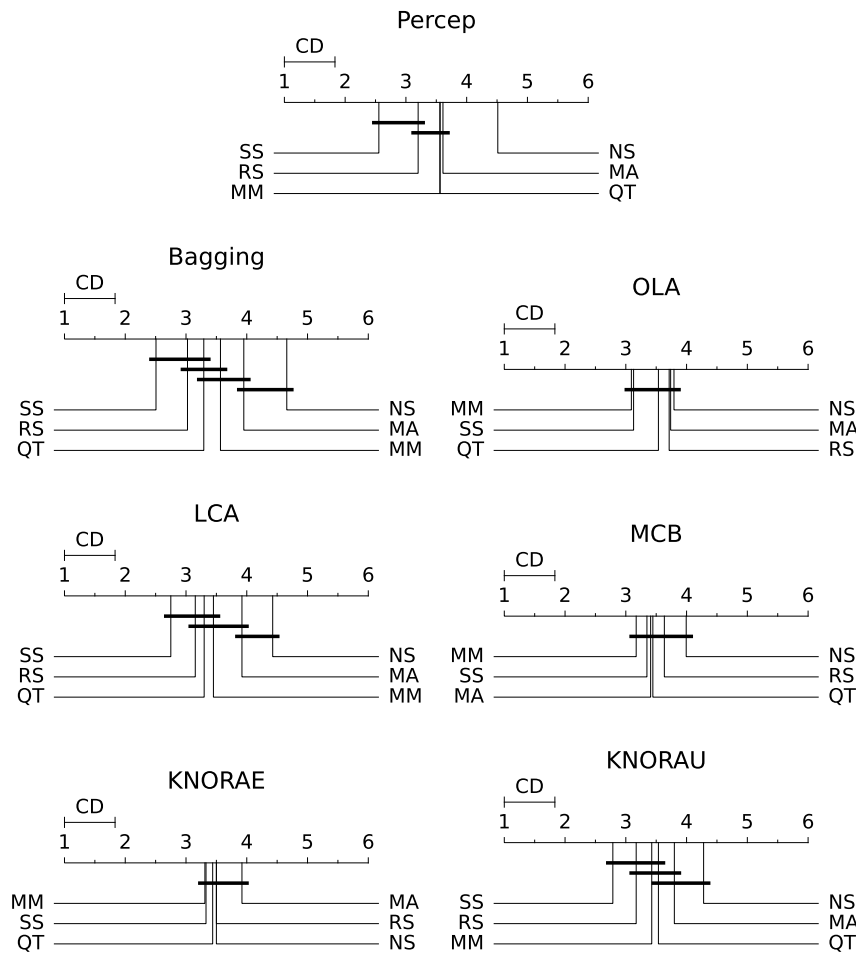 Percep
CD
1 2 3 4 5 6
SS NS
RS MA
MM QT
Bagging
CD
1 2 3 4 5 6
SS NS
RS MA
QT MM
OLA
CD
1 2 3 4 5 6
MM NS
SS MA
QT RS
LCA
CD
1 2 3 4 5 6
SS NS
RS MA
QT MM
MCB
CD
1 2 3 4 5 6
MM NS
SS RS
MA QT
KNORAE
CD
1 2 3 4 5 6
MM MA
SS RS
QT NS
KNORAU
CD
1 2 3 4 5 6
SS NS
RS MA
MM QT